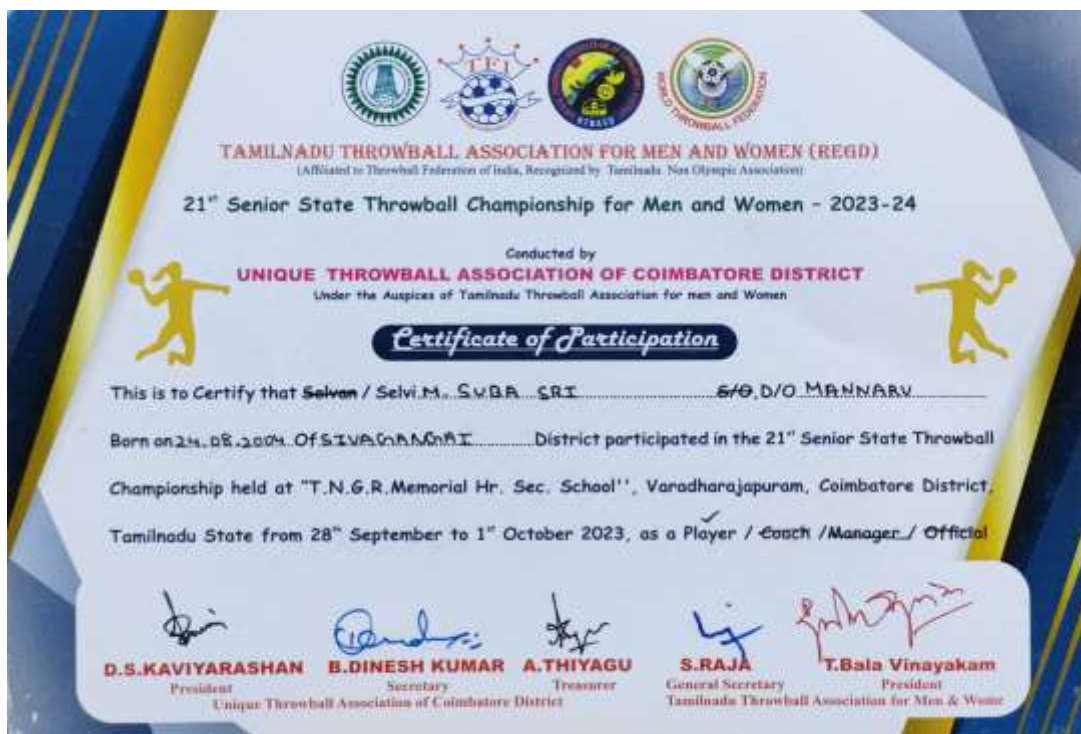 TFI
WORLD THROWBALL FEDERATION
TAMILNADU THROWBALL ASSOCIATION FOR MEN AND WOMEN (REGD)
(Affiliated to Throwball Federation of India, Recognized by Tamilnadu Non Olympic Association)
21st Senior State Throwball Championship for Men and Women - 2023-24
Conducted by
UNIQUE THROWBALL ASSOCIATION OF COIMBATORE DISTRICT
Under the Auspices of Tamilnadu Throwball Association for men and Women
Certificate of Participation
This is to Certify that Selvan / Selvi M. SUBA SRI S/O, D/O MANNARU
Born on 24.08.2004 Of SIVAGANGAI District participated in the 21st Senior State Throwball
Championship held at "T.N.G.R.Memorial Hr. Sec. School'', Varadharajapuram, Coimbatore District,
Tamilnadu State from 28th September to 1st October 2023, as a Player / Coach / Manager / Official
D.S.KAVIYARASHAN B.DINESH KUMAR A.THIYAGU S.RAJA T.Bala Vinayakam
President Secretary Treasurer General Secretary President
Unique Throwball Association of Coimbatore District Tamilnadu Throwball Association for Men & Wome